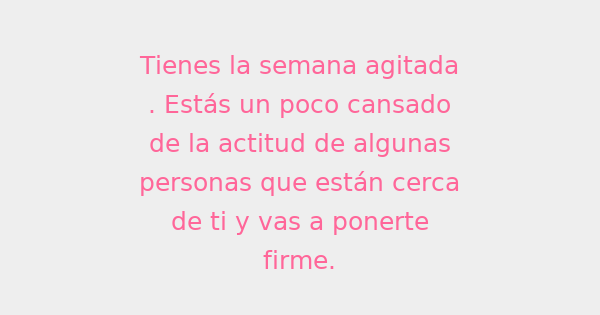 Tienes la semana agitada
. Estás un poco cansado
de la actitud de algunas
personas que están cerca
de ti y vas a ponerte
firme.